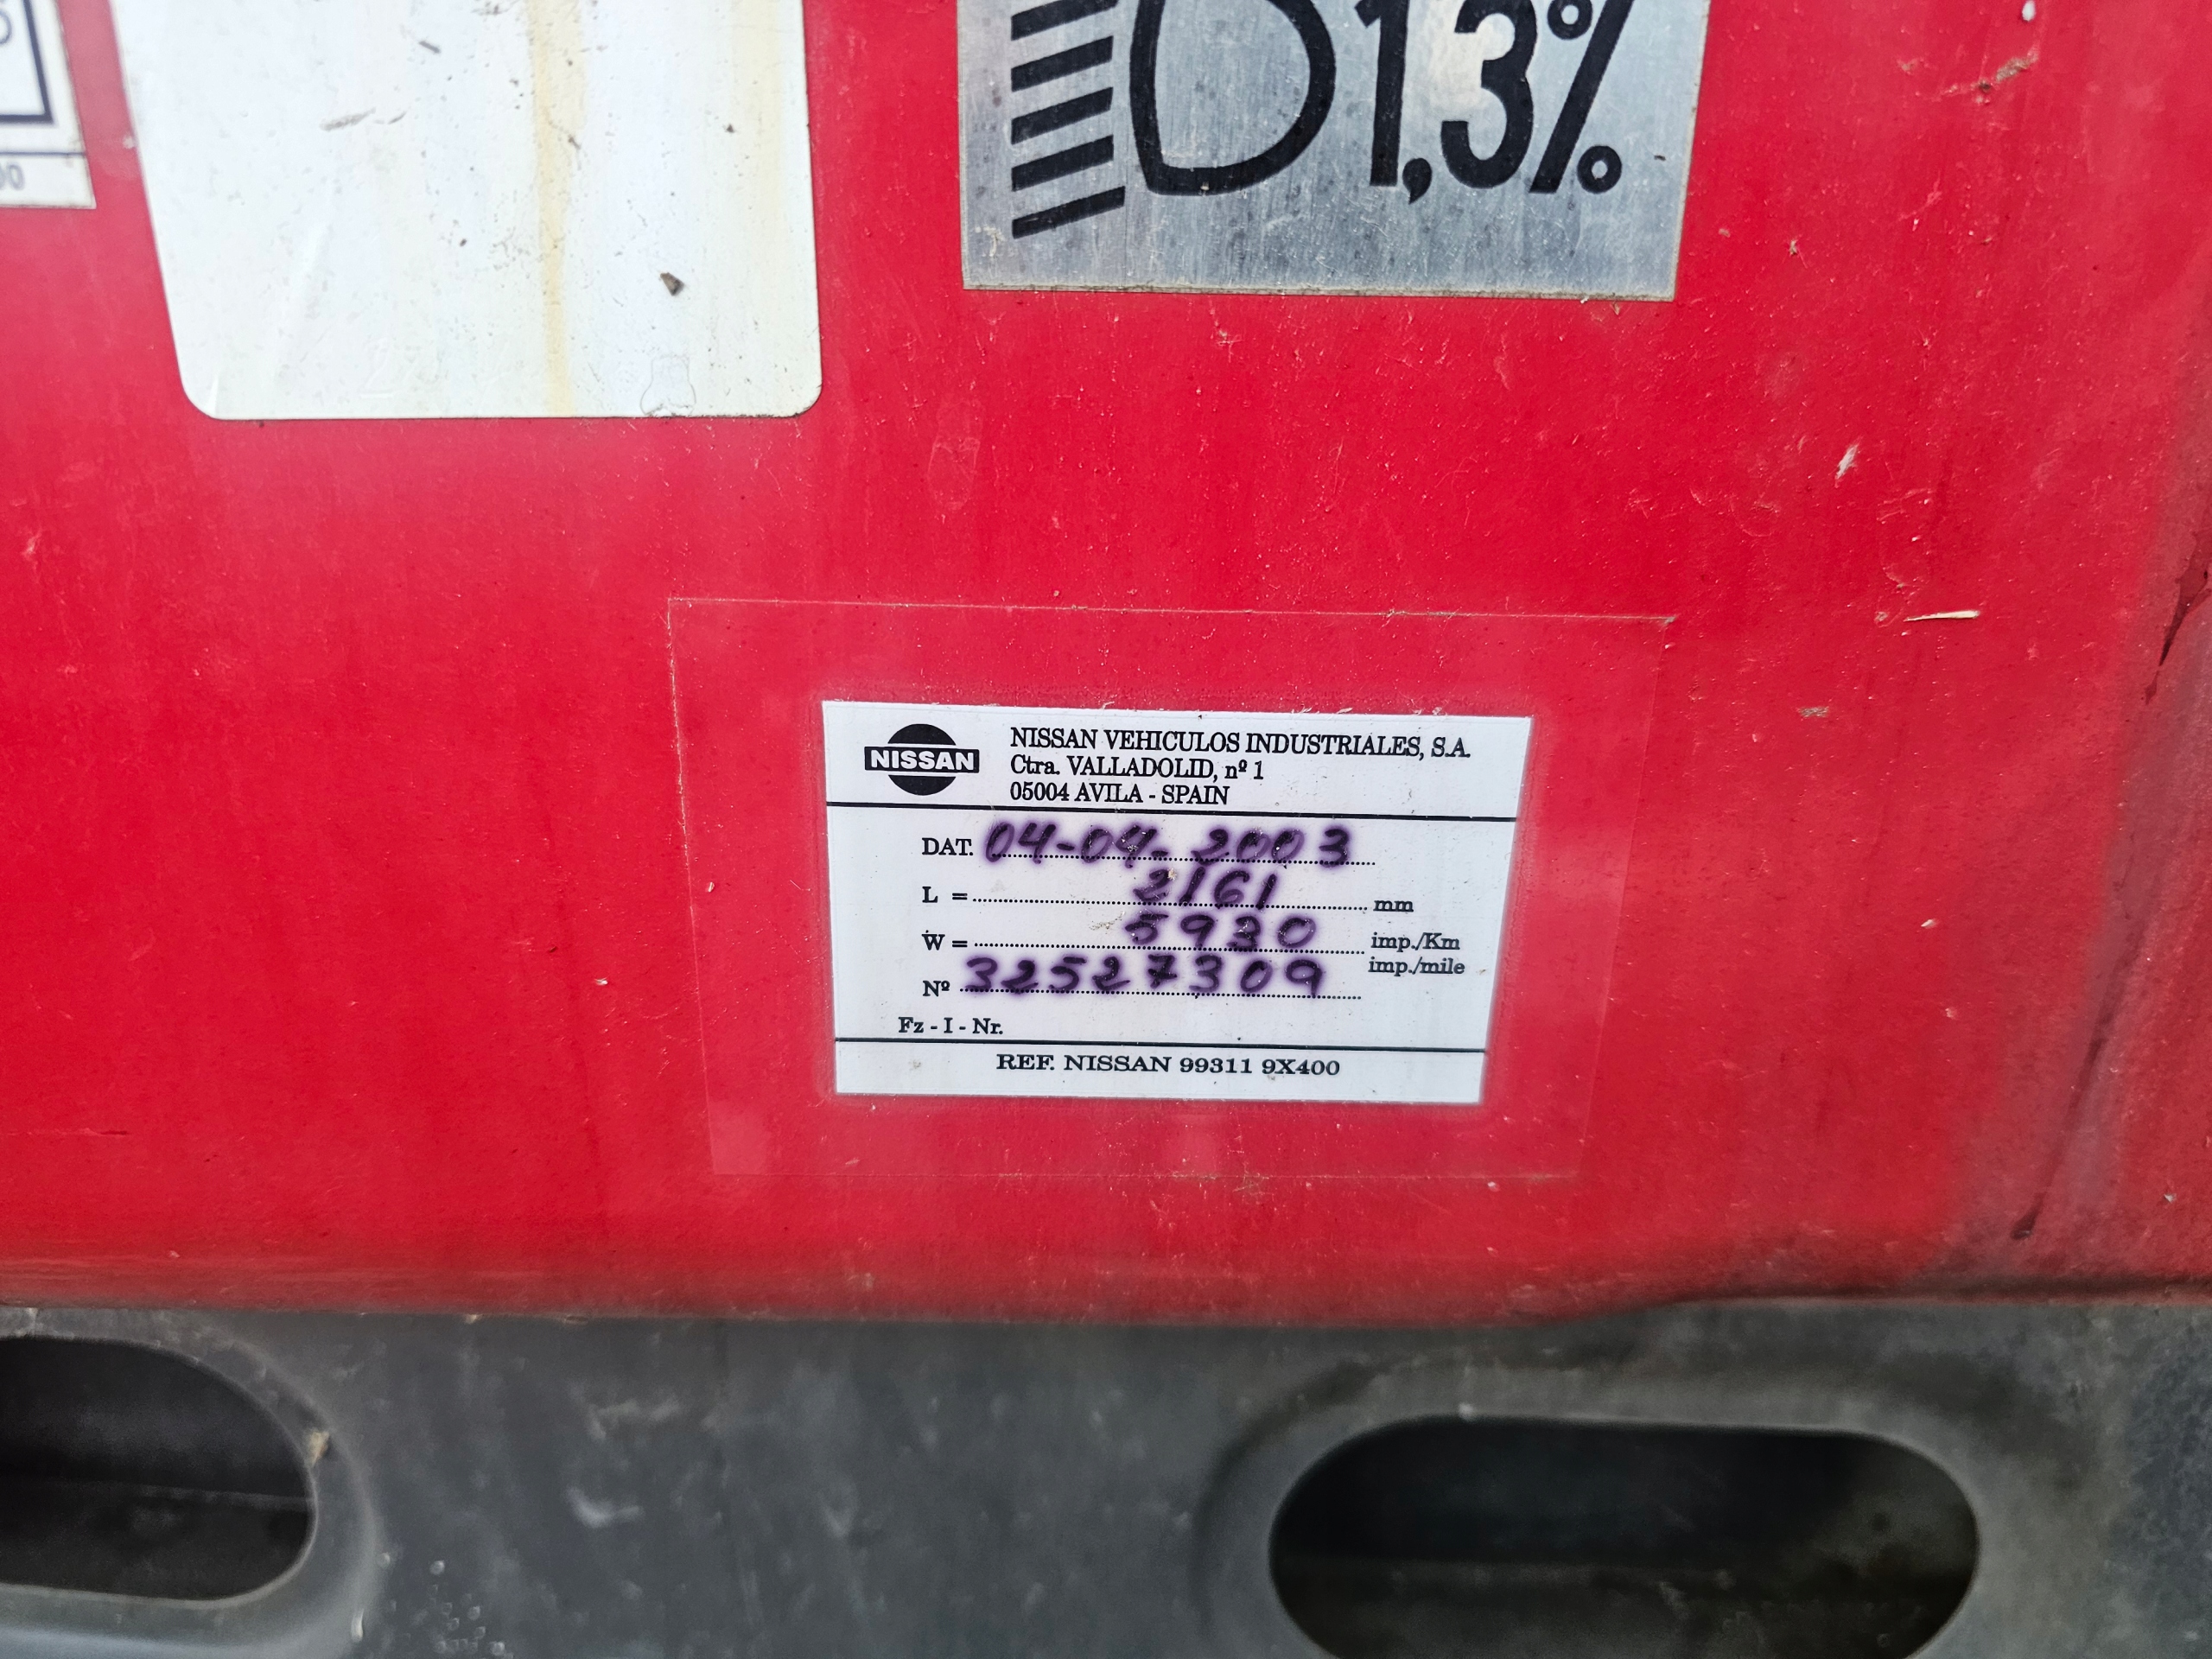 1,3%
NISSAN
NISSAN VEHICULOS INDUSTRIALES, S.A.
Ctra. VALLADOLID, nº 1
05004 AVILA - SPAIN
DAT. 04-04-2003
L = 2161 mm
W = 5930 imp./Km
imp./mile
Nº 32527309
Fz - I - Nr.
REF. NISSAN 99311 9X400